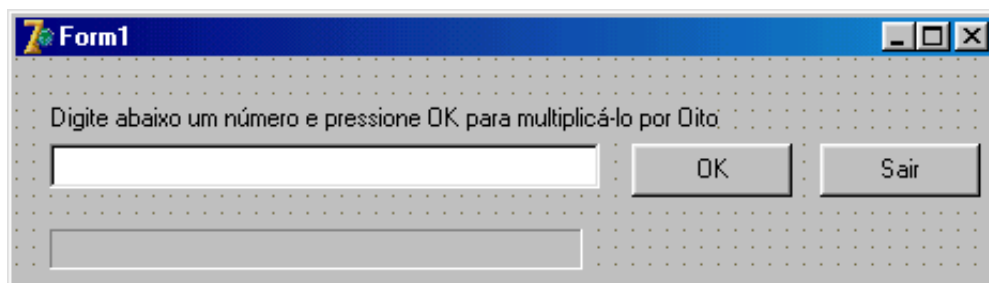 Form1
Digite abaixo um número e pressione OK para multiplicá-lo por Oito
OK
Sair